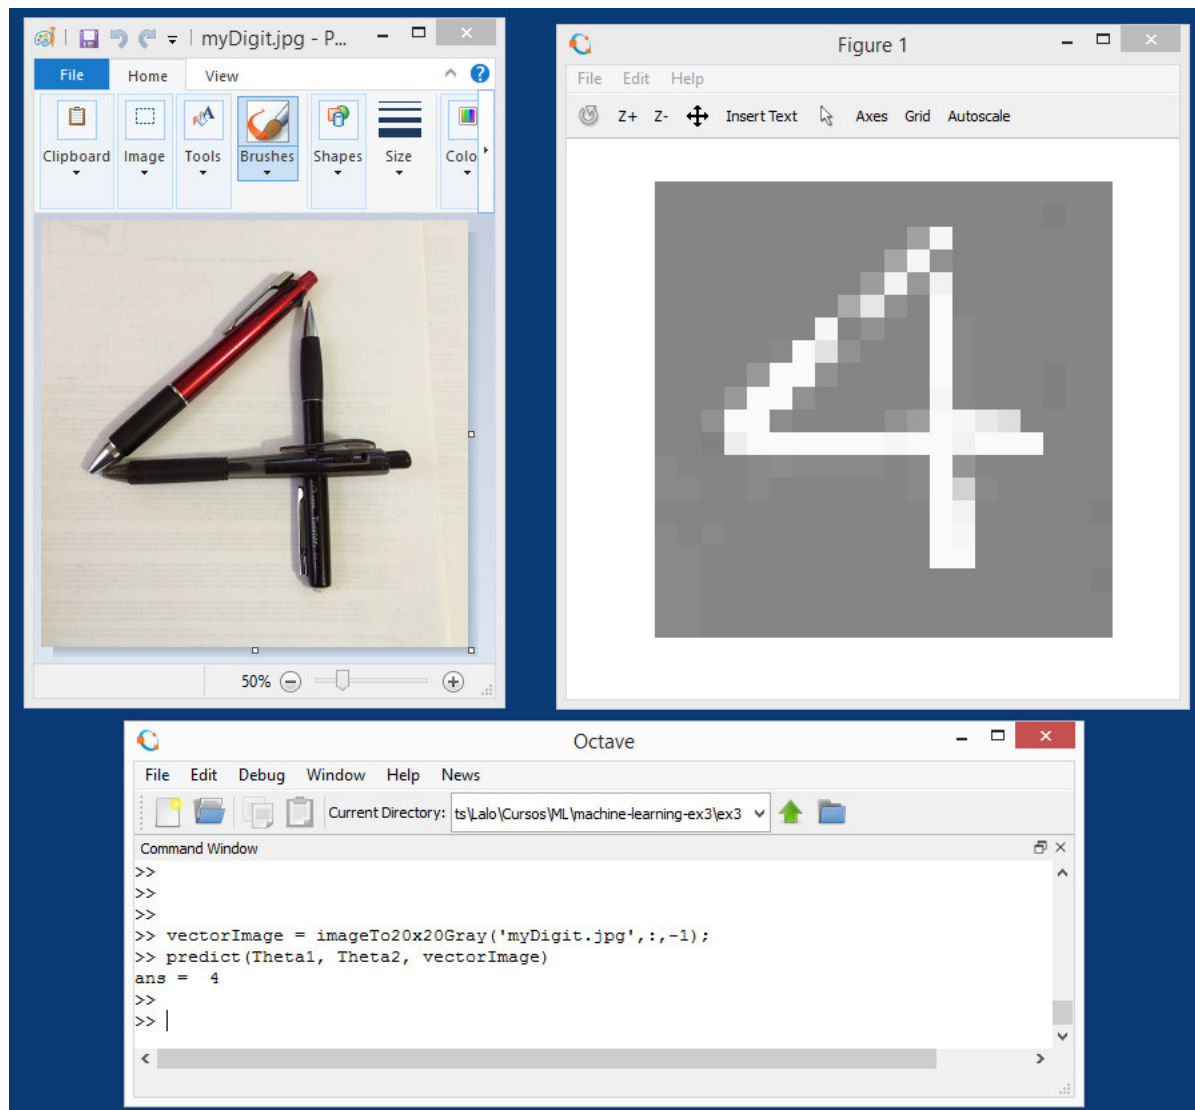 myDigit.jpg - P...
File Home View
Clipboard Image Tools Brushes Shapes Size Colo
50%
Figure 1
File Edit Help
Z+ Z- Insert Text Axes Grid Autoscale
Octave
File Edit Debug Window Help News
Current Directory: ts\Lalo\Cursos\ML\machine-learning-ex3\ex3
Command Window
>>
>>
>>
>> vectorImage = imageTo20x20Gray('myDigit.jpg',:,-1);
>> predict(Theta1, Theta2, vectorImage)
ans =  4
>>
>>